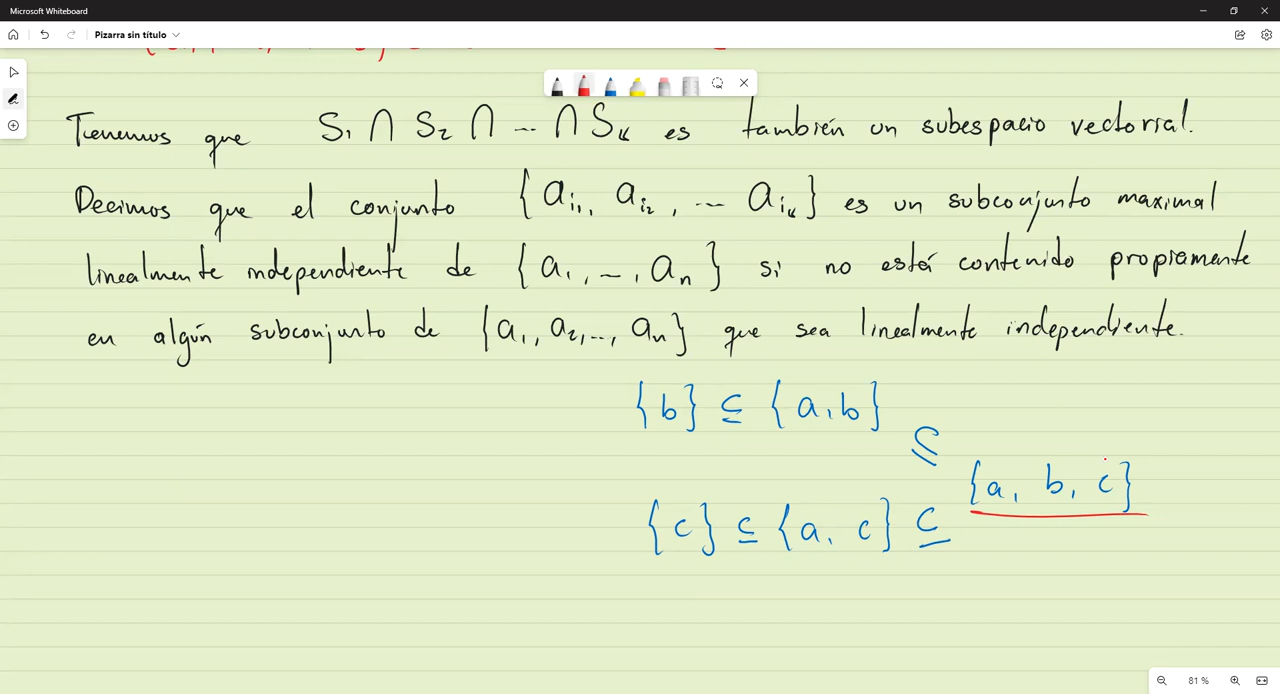 Microsoft Whiteboard
Pizarra sin título
Tenemos que S₁ ∩ S₂ ∩ ... ∩ Sₖ es también un subespacio vectorial.
Decimos que el conjunto {aᵢ₁, aᵢ₂, ... aᵢₖ} es un subconjunto maximal
linealmente independiente de {a₁, ..., aₙ} si no está contenido propiamente
en algún subconjunto de {a₁, a₂, ..., aₙ} que sea linealmente independiente.
{b} ⊆ {a, b}
⊆
{a, b, c}
{c} ⊆ {a, c} ⊆
81 %